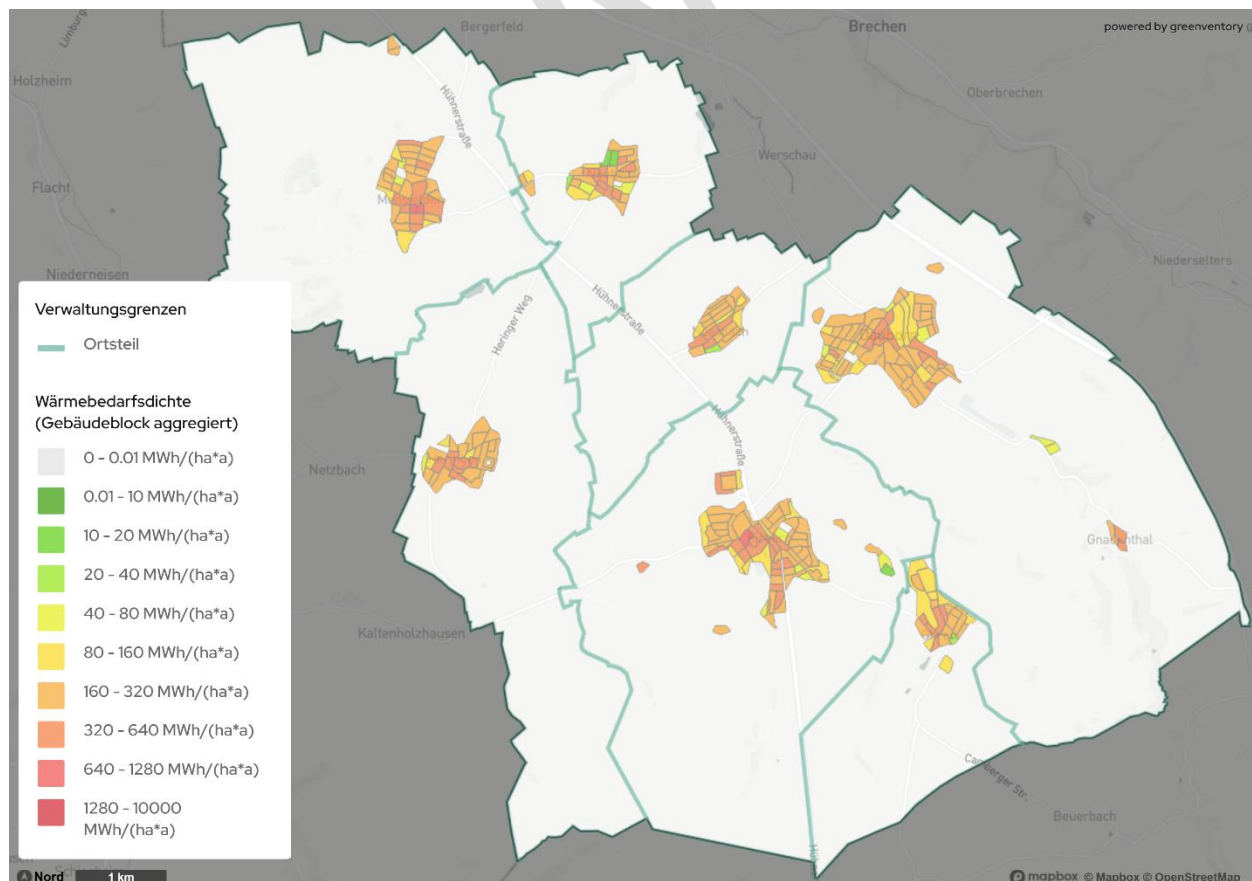 Bergerfeld
Brechen
powered by greenventory
Holzheim
Oberbrechen
Hühnerstraße
Werschau
Flacht
Niederneisen
Niederselters
Verwaltungsgrenzen
Ortsteil
Heringer Weg
Hühnerstraße
Wärmebedarfsdichte
(Gebäudeblock aggregiert)
0 - 0.01 MWh/(ha*a)
0.01 - 10 MWh/(ha*a)
10 - 20 MWh/(ha*a)
20 - 40 MWh/(ha*a)
40 - 80 MWh/(ha*a)
80 - 160 MWh/(ha*a)
160 - 320 MWh/(ha*a)
320 - 640 MWh/(ha*a)
640 - 1280 MWh/(ha*a)
1280 - 10000
MWh/(ha*a)
Hühnerstraße
Netzbach
Gnadenthal
Kaltenholzhausen
Camberger Str.
Beuerbach
Nord
1 km
mapbox © Mapbox © OpenStreetMap